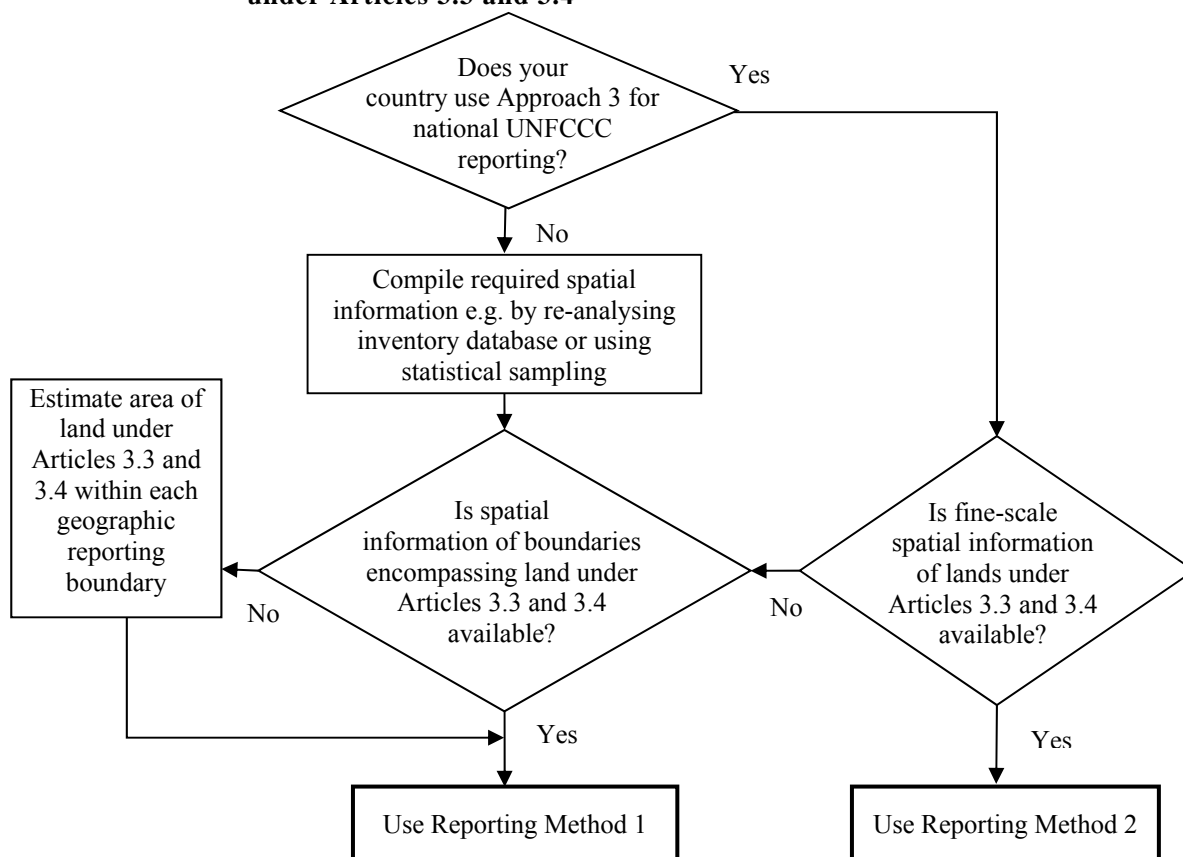 under Articles 3.3 and 3.4
Does your
country use Approach 3 for
national UNFCCC
reporting?
Yes
No
Compile required spatial
information e.g. by re-analysing
inventory database or using
statistical sampling
Estimate area of
land under
Articles 3.3 and
3.4 within each
geographic
reporting
boundary
Is spatial
information of boundaries
encompassing land under
Articles 3.3 and 3.4
available?
No
Is fine-scale
spatial information
of lands under
Articles 3.3 and 3.4
available?
No
Yes
Yes
Use Reporting Method 1
Use Reporting Method 2